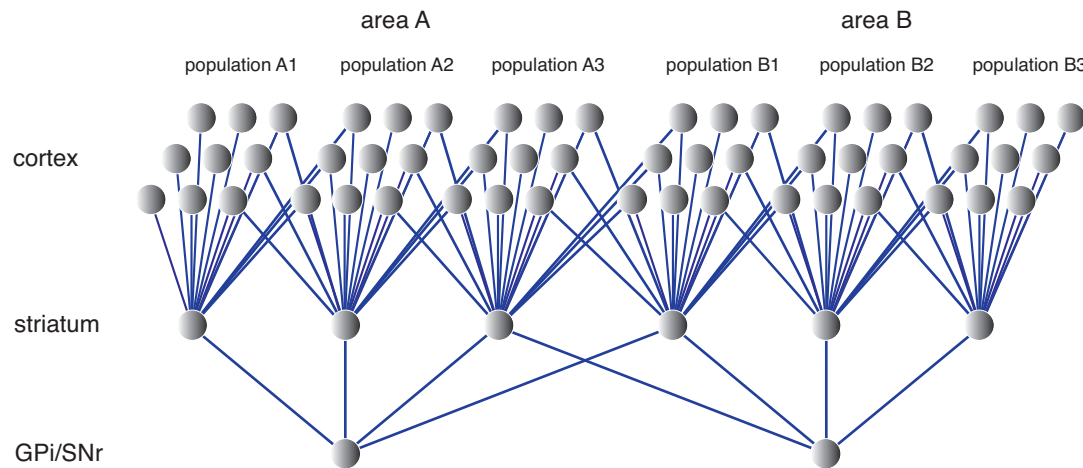 area A
area B
population A1
population A2
population A3
population B1
population B2
population B3
cortex
striatum
GPi/SNr